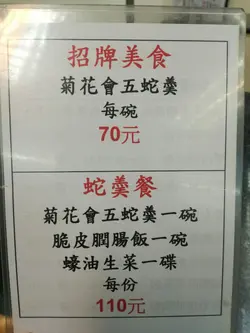 招牌美食
菊花會五蛇羹
每碗
70元
蛇羹餐
菊花會五蛇羹一碗
脆皮膶腸飯一碗
蠔油生菜一碟
每份
110元